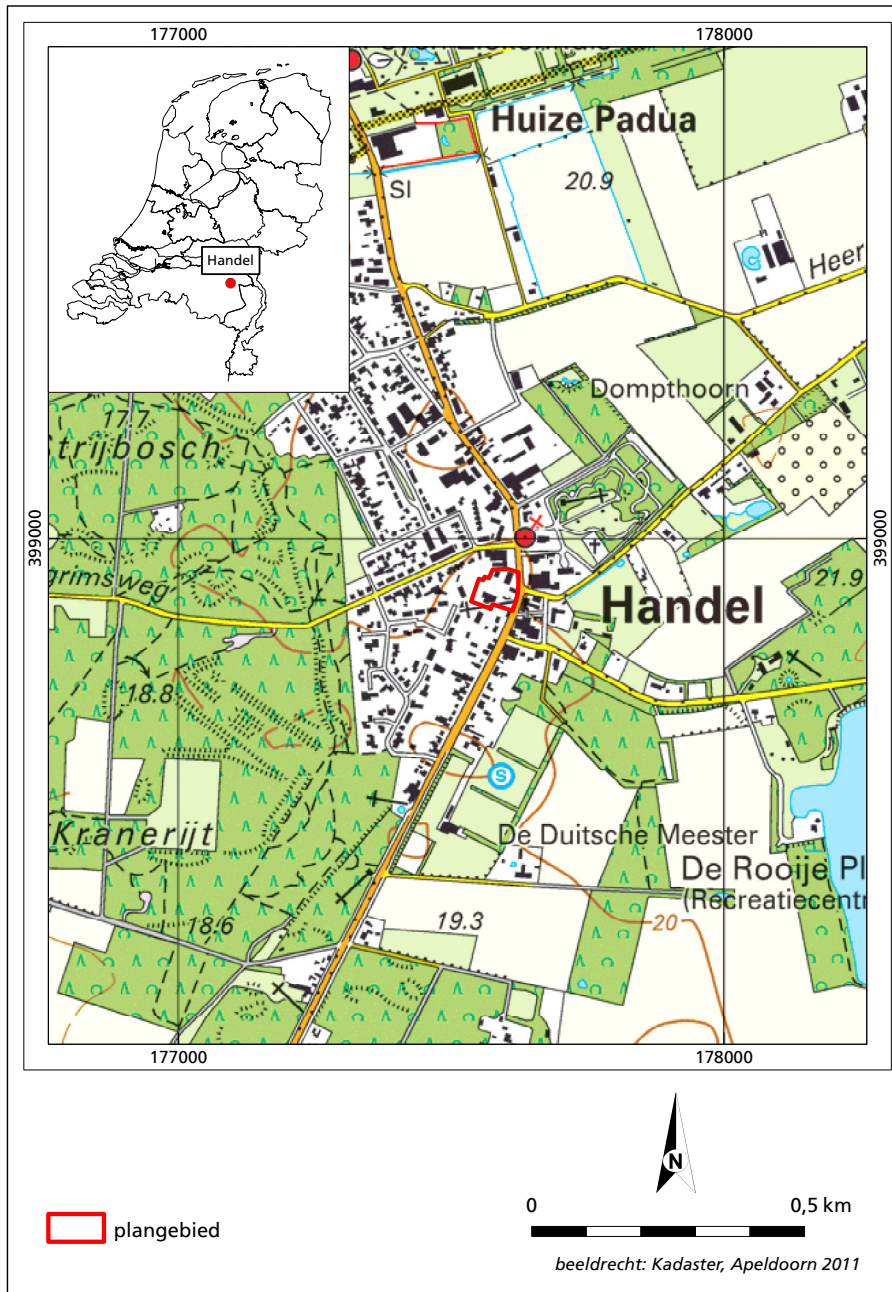 177000
178000
Handel
Huize Padua
20.9
SI
Heer
Dompthoorn
17.7
trijbosch
399000
399000
grimsweg
21.9
Handel
18.8
S
Kranerijt
De Duitsche Meester
De Rooije Pl
(Recreatiecentr
18.6
19.3
20
177000
178000
N
0
0,5 km
plangebied
beeldrecht: Kadaster, Apeldoorn 2011